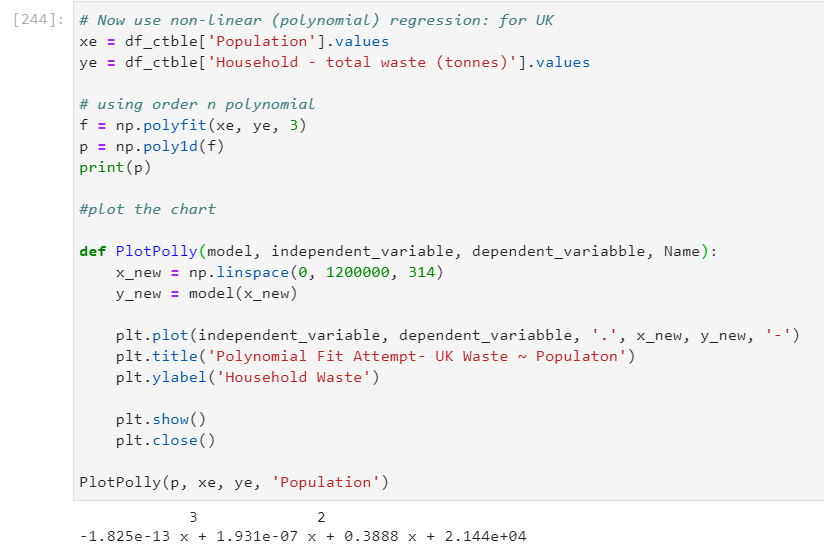 [244]: # Now use non-linear (polynomial) regression: for UK
xe = df_ctble['Population'].values
ye = df_ctble['Household - total waste (tonnes)'].values
# using order n polynomial
f = np.polyfit(xe, ye, 3)
p = np.poly1d(f)
print(p)
#plot the chart
def PlotPolly(model, independent_variable, dependent_variabble, Name):
    x_new = np.linspace(0, 1200000, 314)
    y_new = model(x_new)
    plt.plot(independent_variable, dependent_variabble, '.', x_new, y_new, '-')
    plt.title('Polynomial Fit Attempt- UK Waste ~ Populaton')
    plt.ylabel('Household Waste')
    plt.show()
    plt.close()
PlotPolly(p, xe, ye, 'Population')
            3             2
-1.825e-13 x + 1.931e-07 x + 0.3888 x + 2.144e+04